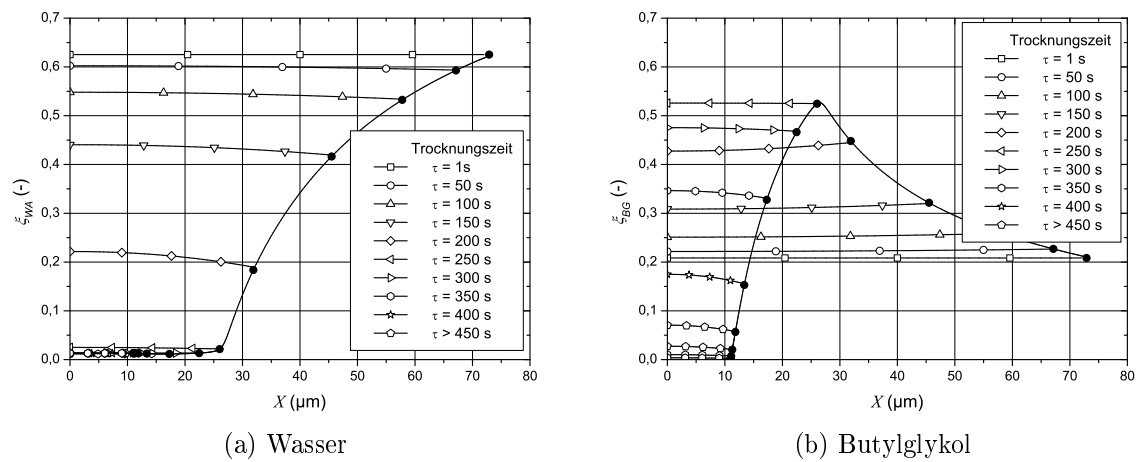 0,7
0,6
0,5
0,4
0,3
0,2
0,1
0,0
ξWA (-)
0 10 20 30 40 50 60 70 80
X (µm)
Trocknungszeit
τ = 1s
τ = 50 s
τ = 100 s
τ = 150 s
τ = 200 s
τ = 250 s
τ = 300 s
τ = 350 s
τ = 400 s
τ > 450 s
(a) Wasser
0,7
0,6
0,5
0,4
0,3
0,2
0,1
0,0
ξBG (-)
0 10 20 30 40 50 60 70 80
X (µm)
Trocknungszeit
τ = 1 s
τ = 50 s
τ = 100 s
τ = 150 s
τ = 200 s
τ = 250 s
τ = 300 s
τ = 350 s
τ = 400 s
τ > 450 s
(b) Butylglykol